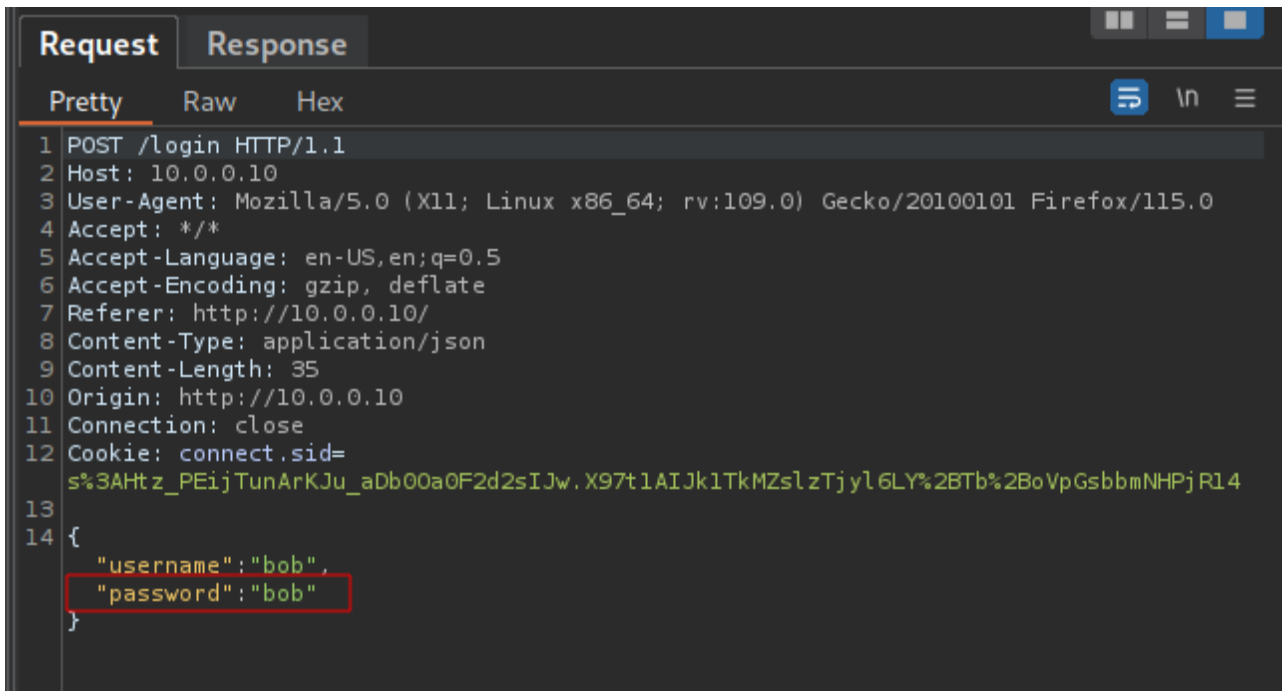 Request Response
Pretty Raw Hex \n
1 POST /login HTTP/1.1
2 Host: 10.0.0.10
3 User-Agent: Mozilla/5.0 (X11; Linux x86_64; rv:109.0) Gecko/20100101 Firefox/115.0
4 Accept: */*
5 Accept-Language: en-US,en;q=0.5
6 Accept-Encoding: gzip, deflate
7 Referer: http://10.0.0.10/
8 Content-Type: application/json
9 Content-Length: 35
10 Origin: http://10.0.0.10
11 Connection: close
12 Cookie: connect.sid=
s%3AHtz_PEijTunArKJu_aDb0Oa0F2d2sIJw.X97tlAIJklTkMZslzTjyl6LY%2BTb%2BoVpGsbbmNHPjRl4
13
14 {
"username":"bob",
"password":"bob"
}